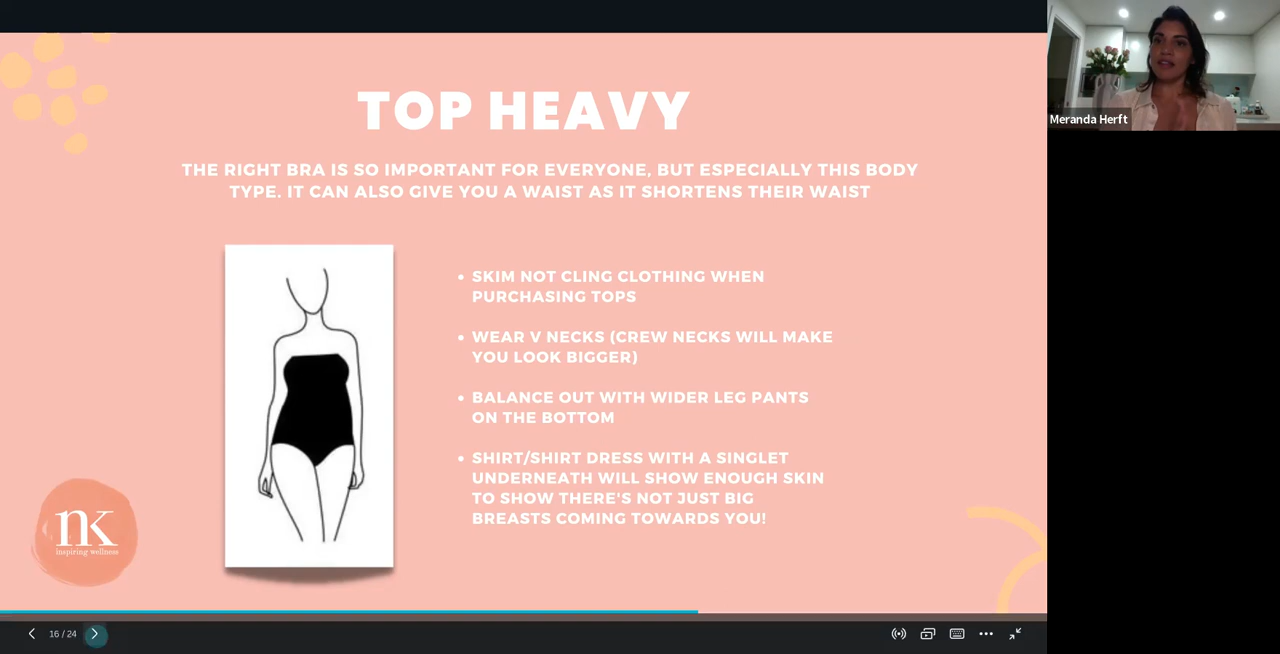 TOP HEAVY
THE RIGHT BRA IS SO IMPORTANT FOR EVERYONE, BUT ESPECIALLY THIS BODY
TYPE. IT CAN ALSO GIVE YOU A WAIST AS IT SHORTENS THEIR WAIST
• SKIM NOT CLING CLOTHING WHEN
PURCHASING TOPS
• WEAR V NECKS (CREW NECKS WILL MAKE
YOU LOOK BIGGER)
• BALANCE OUT WITH WIDER LEG PANTS
ON THE BOTTOM
• SHIRT/SHIRT DRESS WITH A SINGLET
UNDERNEATH WILL SHOW ENOUGH SKIN
TO SHOW THERE'S NOT JUST BIG
BREASTS COMING TOWARDS YOU!
nk
inspiring wellness
16 / 24
Meranda Herft